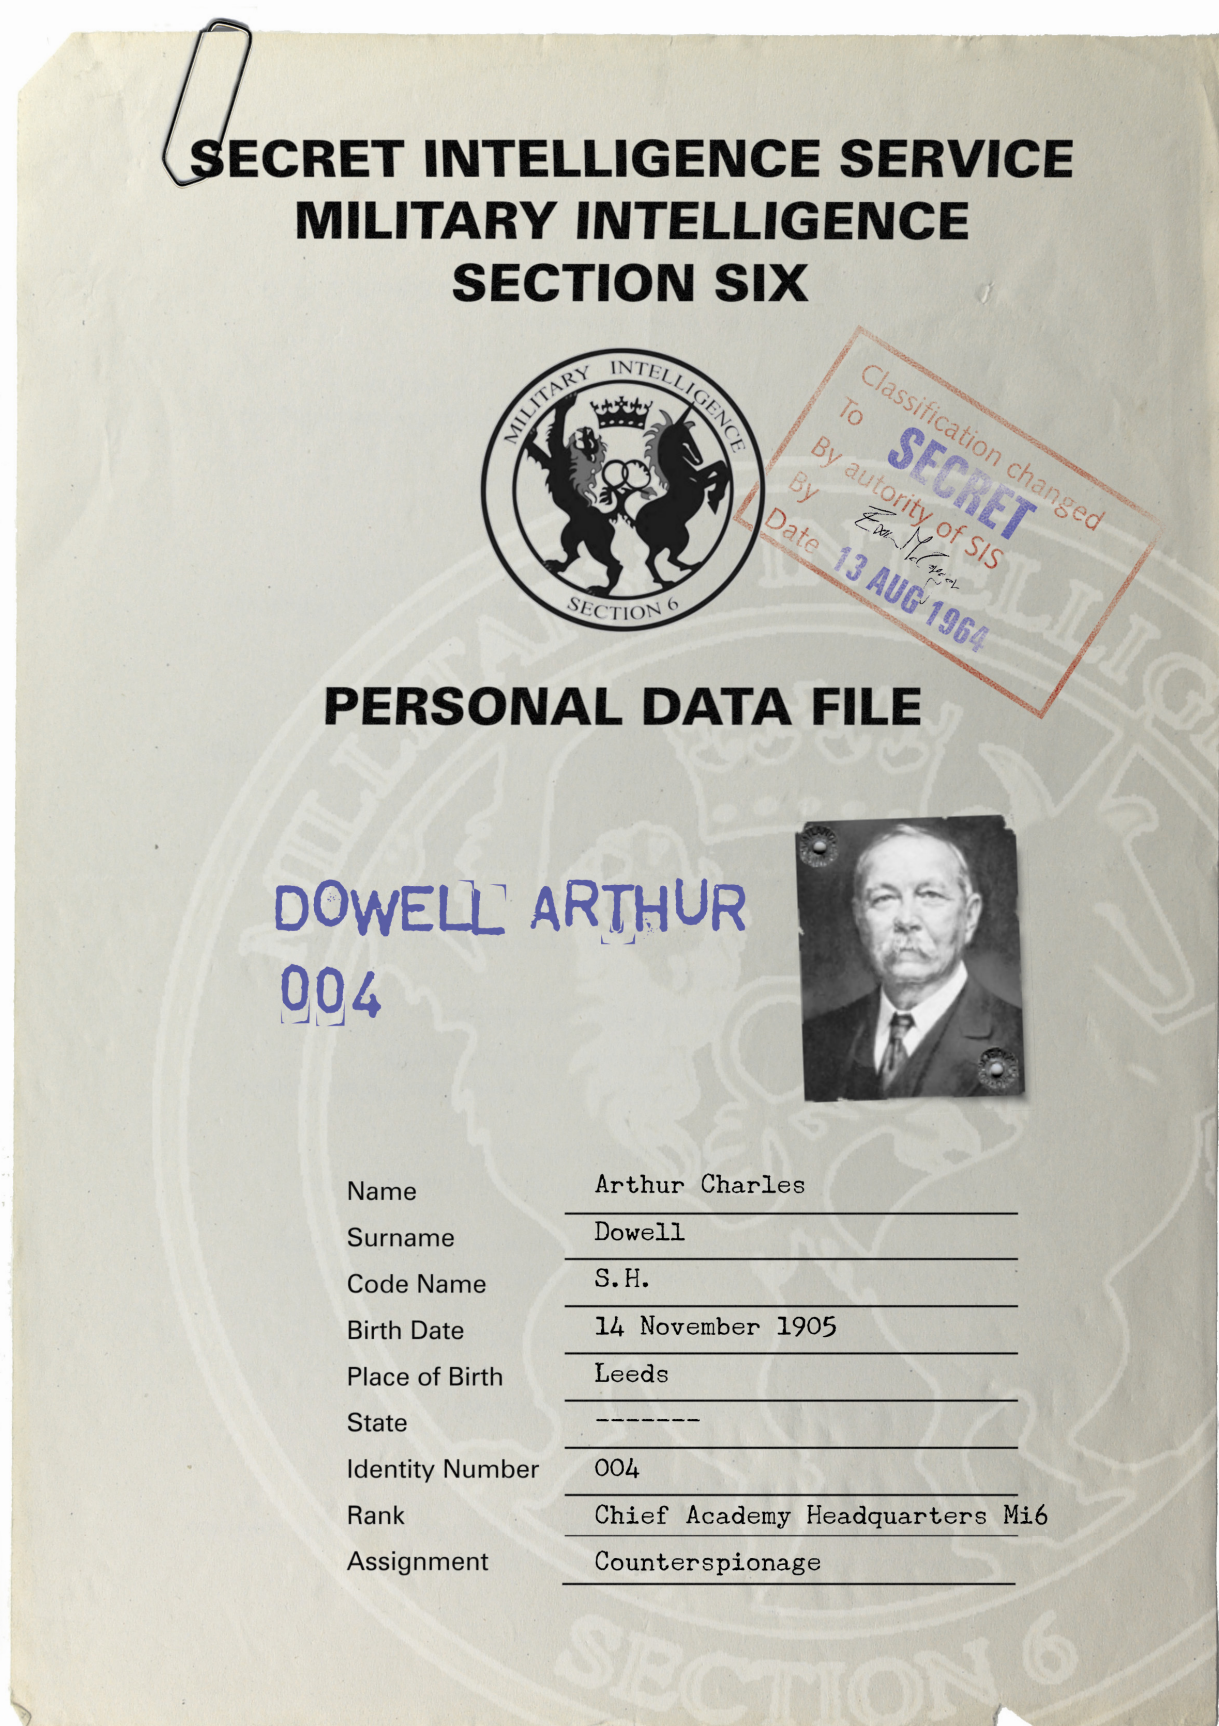 SECRET INTELLIGENCE SERVICE
MILITARY INTELLIGENCE
SECTION SIX
MILITARY INTELLIGENCE
SECTION 6
Classification changed
To SECRET
By autority of SIS
By
Date 13 AUG 1964
PERSONAL DATA FILE
DOWELL ARTHUR
004
Name Arthur Charles
Surname Dowell
Code Name S.H.
Birth Date 14 November 1905
Place of Birth Leeds
State -------
Identity Number 004
Rank Chief Academy Headquarters Mi6
Assignment Counterspionage
MILITARY INTELLIG
SECTION 6